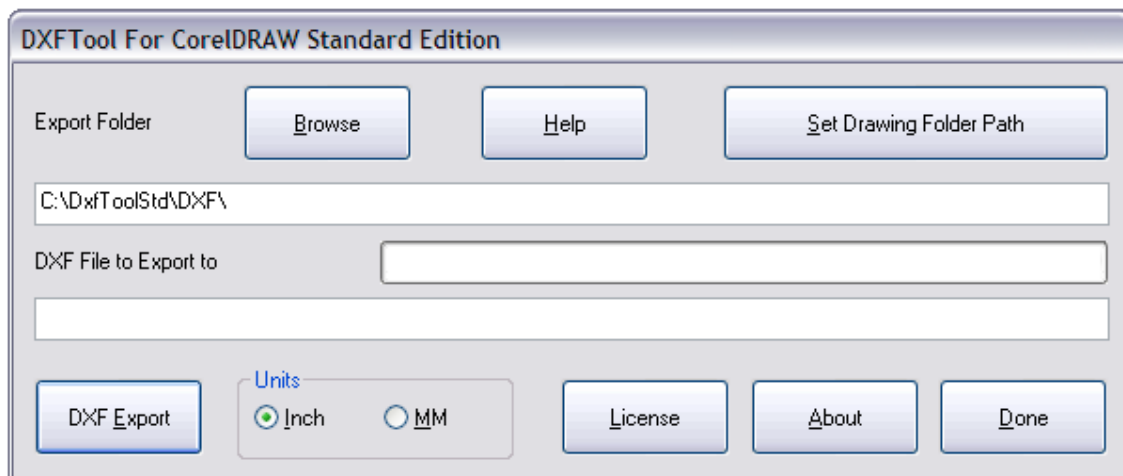 DXFTool For CorelDRAW Standard Edition
Export Folder Browse Help Set Drawing Folder Path
C:\DxfToolStd\DXF\
DXF File to Export to
Units
DXF Export Inch MM License About Done